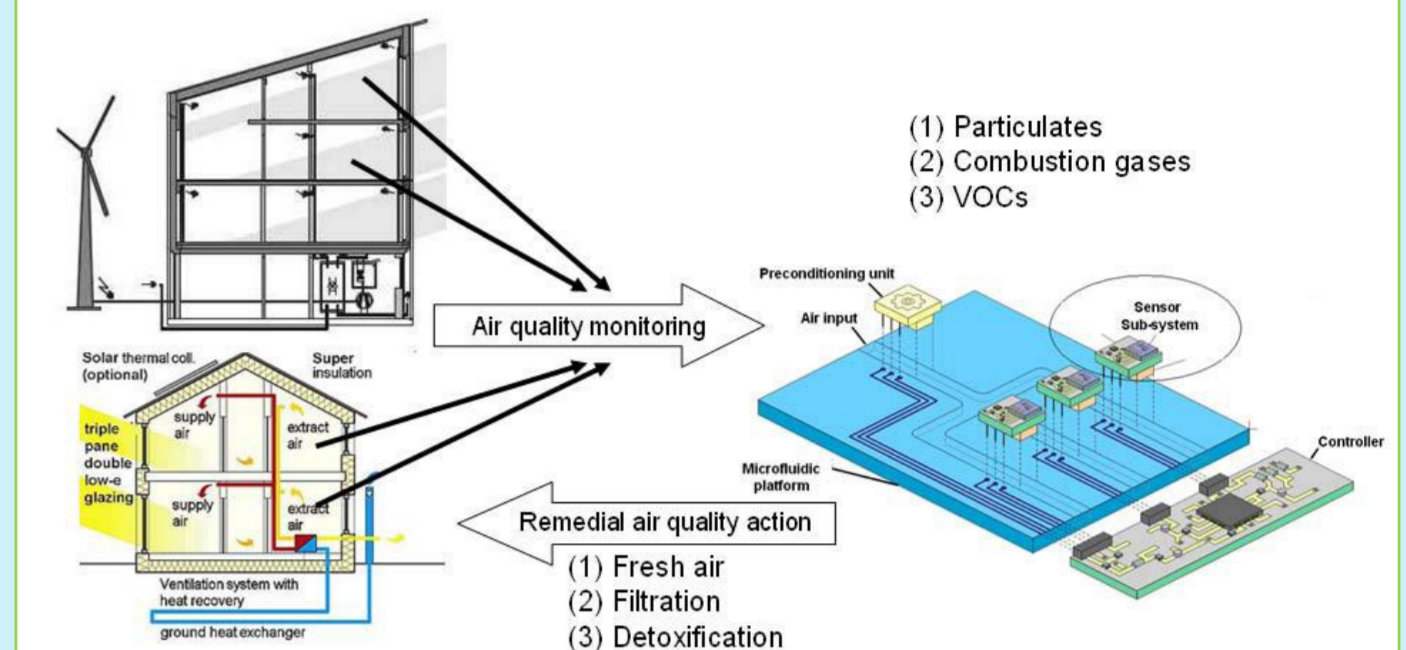 (1) Particulates
(2) Combustion gases
(3) VOCs
Preconditioning unit
Air input
Sensor
Sub-system
Air quality monitoring
Controller
Microfluidic
platform
Solar thermal coll.
(optional)
Super
insulation
supply
air
extract
air
triple
pane
double
low-e
glazing
supply
air
extract
air
Ventilation system with
heat recovery
ground heat exchanger
Remedial air quality action
(1) Fresh air
(2) Filtration
(3) Detoxification